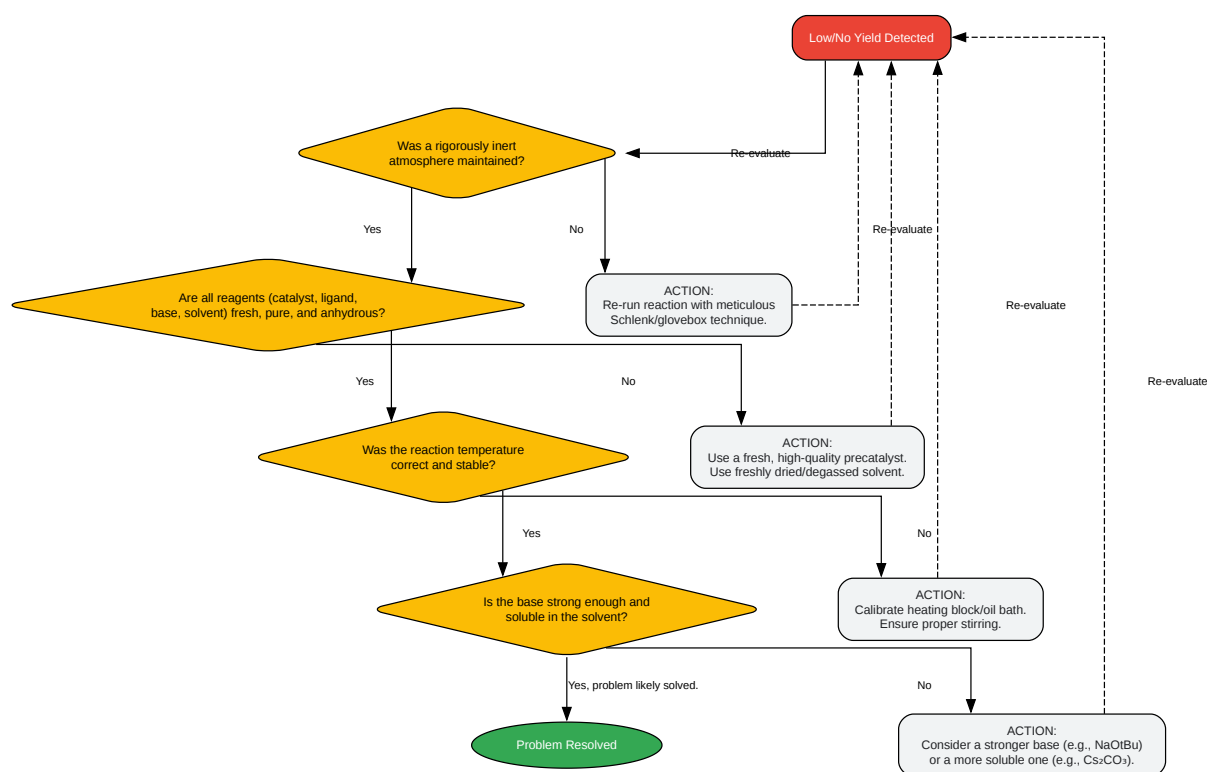 Low/No Yield Detected
Was a rigorously inert
atmosphere maintained?
Re-evaluate
Yes
No
Re-evaluate
Are all reagents (catalyst, ligand,
base, solvent) fresh, pure, and anhydrous?
ACTION:
Re-run reaction with meticulous
Schlenk/glovebox technique.
Re-evaluate
Yes
No
Re-evaluate
Was the reaction temperature
correct and stable?
ACTION:
Use a fresh, high-quality precatalyst.
Use freshly dried/degassed solvent.
Yes
No
Is the base strong enough and
soluble in the solvent?
ACTION:
Calibrate heating block/oil bath.
Ensure proper stirring.
Yes, problem likely solved.
No
Problem Resolved
ACTION:
Consider a stronger base (e.g., NaOtBu)
or a more soluble one (e.g., Cs₂CO₃).